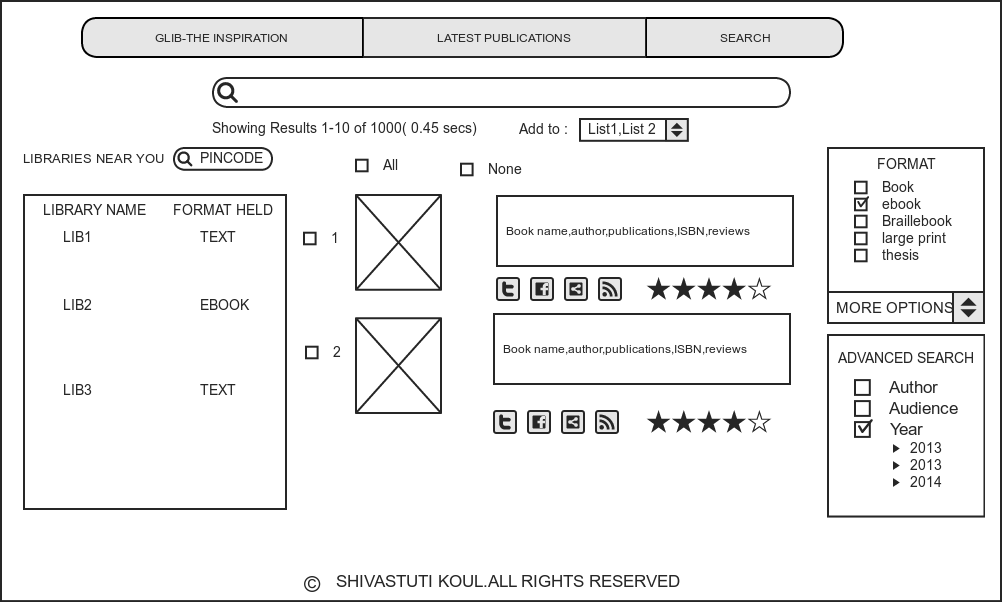 GLIB-THE INSPIRATION
LATEST PUBLICATIONS
SEARCH
Showing Results 1-10 of 1000( 0.45 secs)
Add to :
List1,List 2
LIBRARIES NEAR YOU
PINCODE
All
None
LIBRARY NAME FORMAT HELD
LIB1 TEXT
LIB2 EBOOK
LIB3 TEXT
1
Book name,author,publications,ISBN,reviews
2
Book name,author,publications,ISBN,reviews
FORMAT
Book
ebook
Braillebook
large print
thesis
MORE OPTIONS
ADVANCED SEARCH
Author
Audience
Year
2013
2013
2014
© SHIVASTUTI KOUL.ALL RIGHTS RESERVED